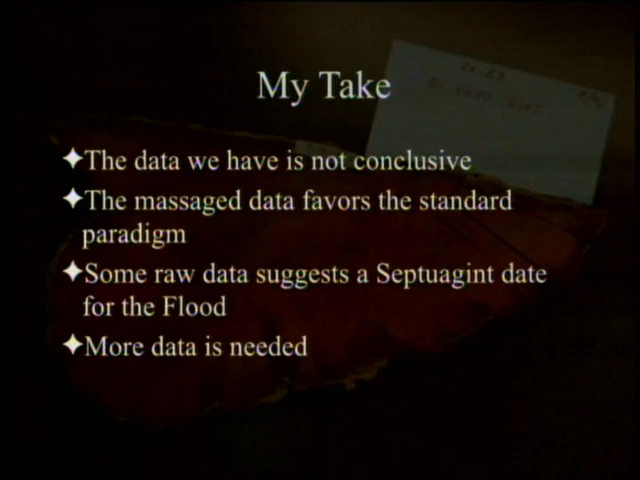 My Take
✦The data we have is not conclusive
✦The massaged data favors the standard
paradigm
✦Some raw data suggests a Septuagint date
for the Flood
✦More data is needed